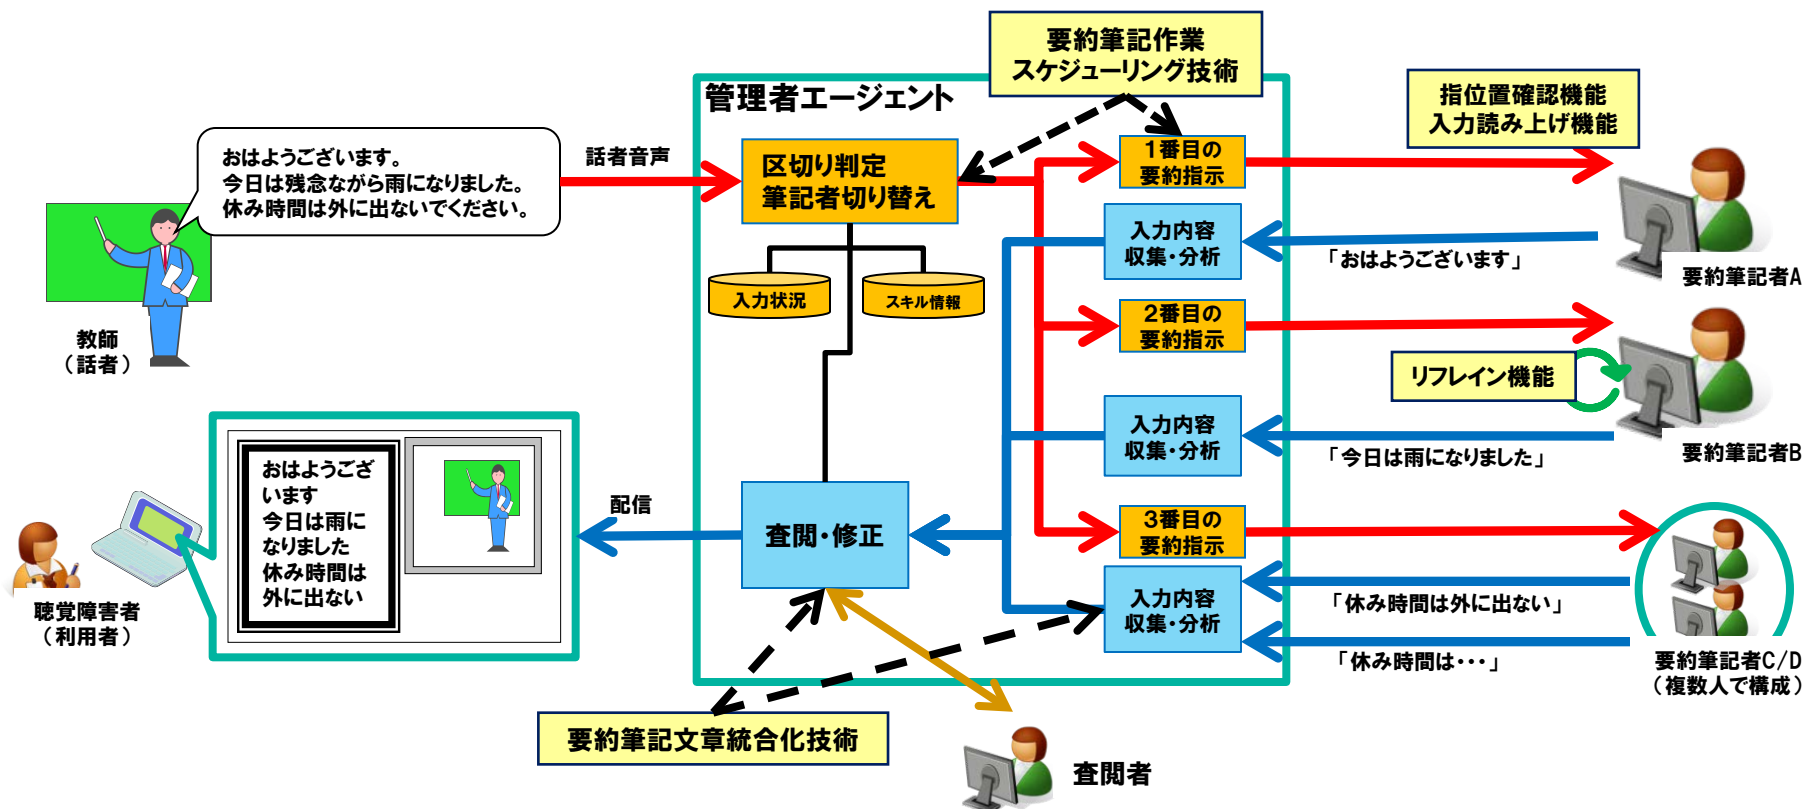 要約筆記作業
スケジューリング技術
管理者エージェント
指位置確認機能
入力読み上げ機能
おはようございます。
今日は残念ながら雨になりました。
休み時間は外に出ないでください。
話者音声
区切り判定
筆記者切り替え
1番目の
要約指示
入力内容
収集・分析
「おはようございます」
要約筆記者A
入力状況
スキル情報
2番目の
要約指示
教師
(話者)
リフレイン機能
入力内容
収集・分析
「今日は雨になりました」
要約筆記者B
おはようござ
います
今日は雨に
なりました
休み時間は
外に出ない
配信
査閲・修正
3番目の
要約指示
入力内容
収集・分析
「休み時間は外に出ない」
「休み時間は・・・」
要約筆記者C/D
(複数人で構成)
聴覚障害者
(利用者)
要約筆記文章統合化技術
査閲者